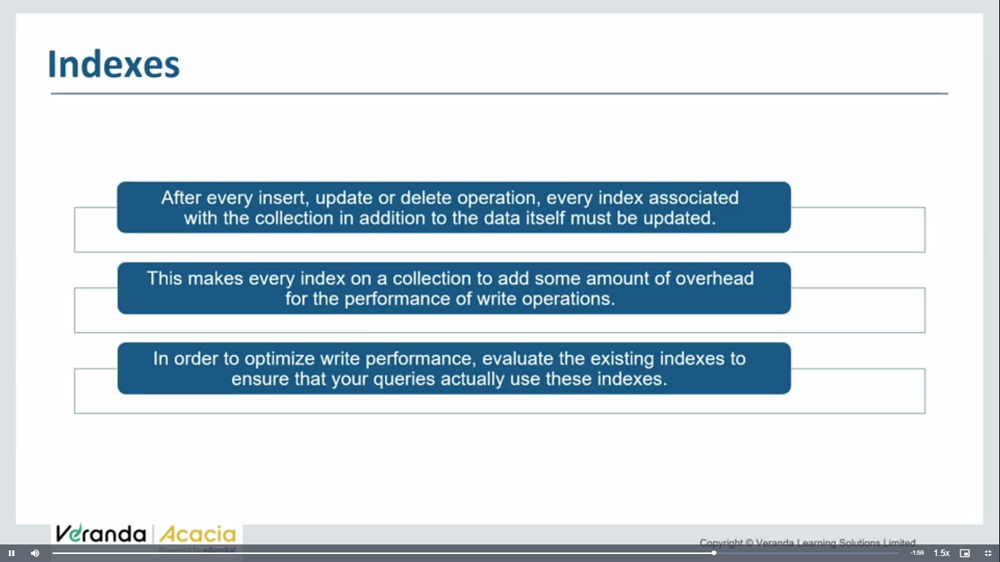 Indexes
After every insert, update or delete operation, every index associated
with the collection in addition to the data itself must be updated.
This makes every index on a collection to add some amount of overhead
for the performance of write operations.
In order to optimize write performance, evaluate the existing indexes to
ensure that your queries actually use these indexes.
Veranda | Acacia
Powered by edureka!
Copyright © Veranda Learning Solutions Limited
-1:59 1.5x